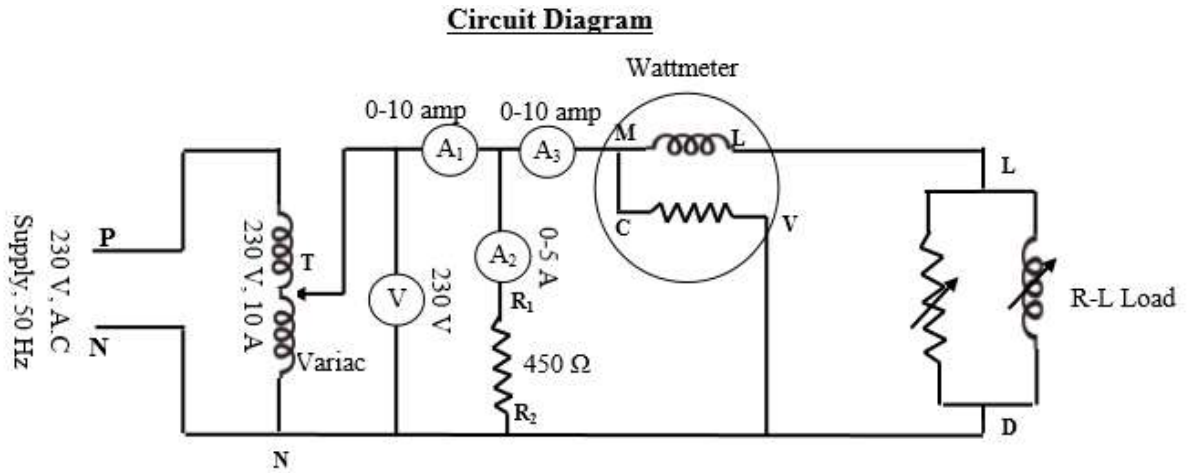 Circuit Diagram
Wattmeter
0-10 amp
0-10 amp
M
L
A₁
A₃
L
C
V
P
230 V, A.C
Supply, 50 Hz
N
230 V, 10 A
T
Variac
N
V
230 V
A₂
0-5 A
R₁
450 Ω
R₂
R-L Load
D